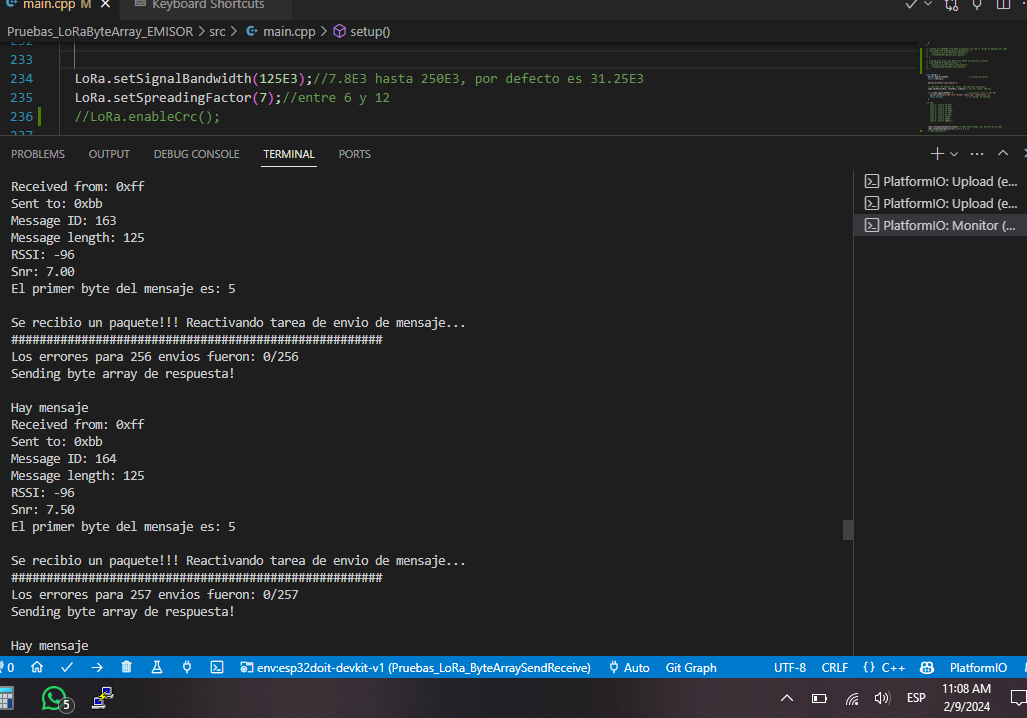 main.cpp M
Keyboard Shortcuts
Pruebas_LoRaByteArray_EMISOR > src > main.cpp > setup()
233
234 LoRa.setSignalBandwidth(125E3);//7.8E3 hasta 250E3, por defecto es 31.25E3
235 LoRa.setSpreadingFactor(7);//entre 6 y 12
236 //LoRa.enableCrc();
PROBLEMS OUTPUT DEBUG CONSOLE TERMINAL PORTS
Received from: 0xff
Sent to: 0xbb
Message ID: 163
Message length: 125
RSSI: -96
Snr: 7.00
El primer byte del mensaje es: 5
Se recibio un paquete!!! Reactivando tarea de envio de mensaje...
#####################################################
Los errores para 256 envios fueron: 0/256
Sending byte array de respuesta!
Hay mensaje
Received from: 0xff
Sent to: 0xbb
Message ID: 164
Message length: 125
RSSI: -96
Snr: 7.50
El primer byte del mensaje es: 5
Se recibio un paquete!!! Reactivando tarea de envio de mensaje...
#####################################################
Los errores para 257 envios fueron: 0/257
Sending byte array de respuesta!
Hay mensaje
PlatformIO: Upload (e...
PlatformIO: Upload (e...
PlatformIO: Monitor (...
0 env:esp32doit-devkit-v1 (Pruebas_LoRa_ByteArraySendReceive) Auto Git Graph UTF-8 CRLF {} C++ PlatformIO
5 ESP 11:08 AM
2/9/2024